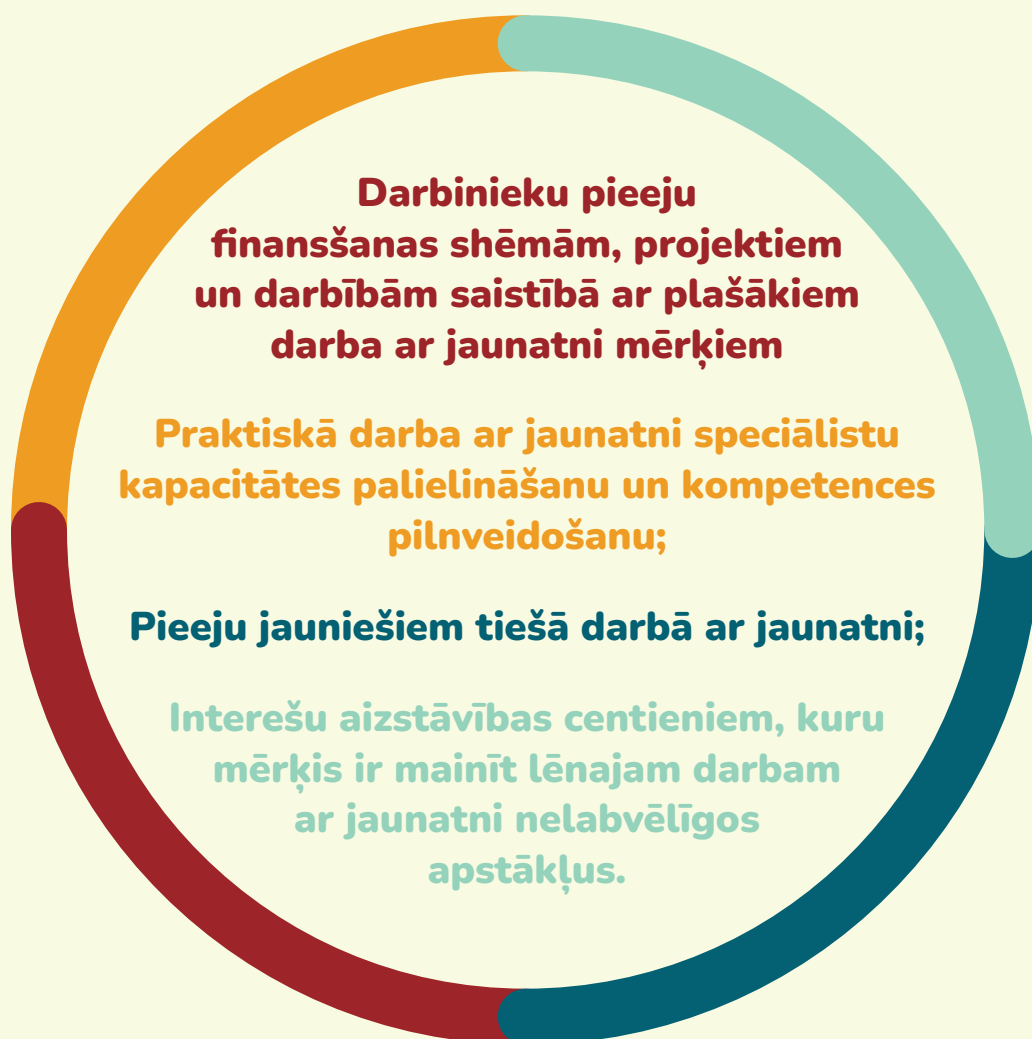 Darbinieku pieeju
finansšanas shēmām, projektiem
un darbībām saistībā ar plašākiem
darba ar jaunatni mērķiem
Praktiskā darba ar jaunatni speciālistu
kapacitātes palielināšanu un kompetences
pilnveidošanu;
Pieeju jauniešiem tiešā darbā ar jaunatni;
Interešu aizstāvības centieniem, kuru
mērķis ir mainīt lēnajam darbam
ar jaunatni nelabvēlīgos
apstākļus.